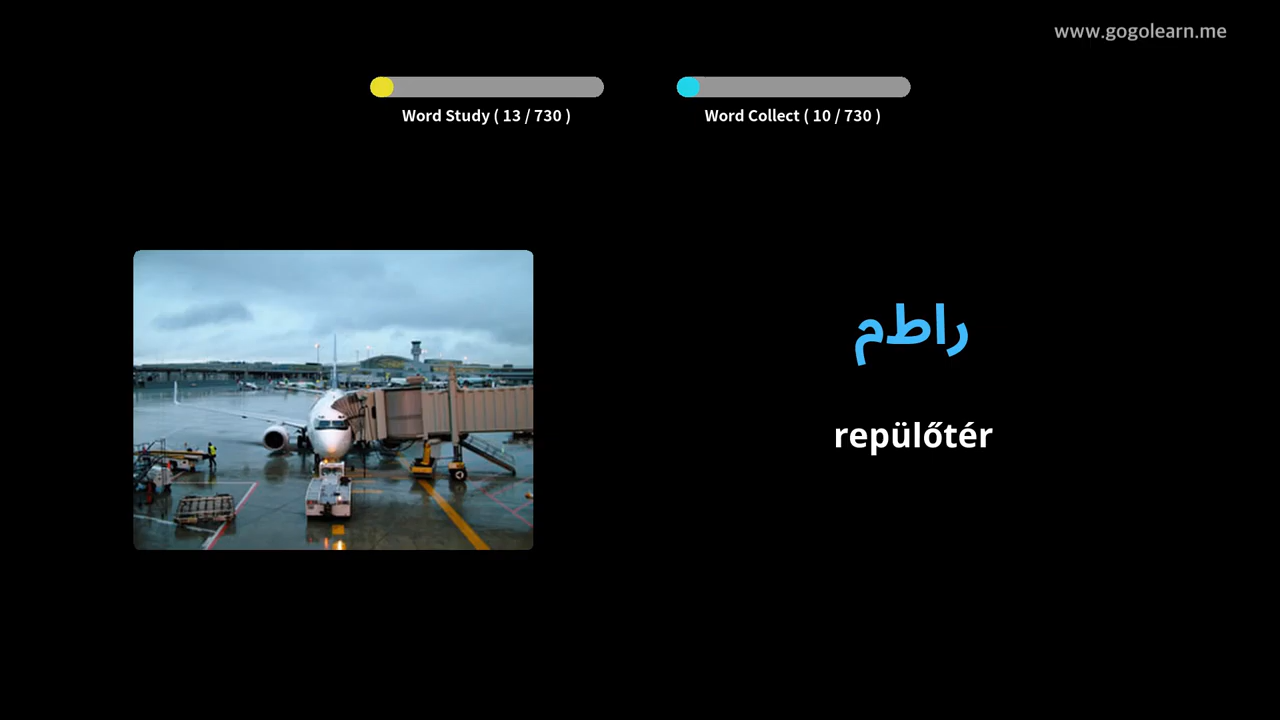 www.gogolearn.me
Word Study ( 13 / 730 )
Word Collect ( 10 / 730 )
راطم
repülőtér